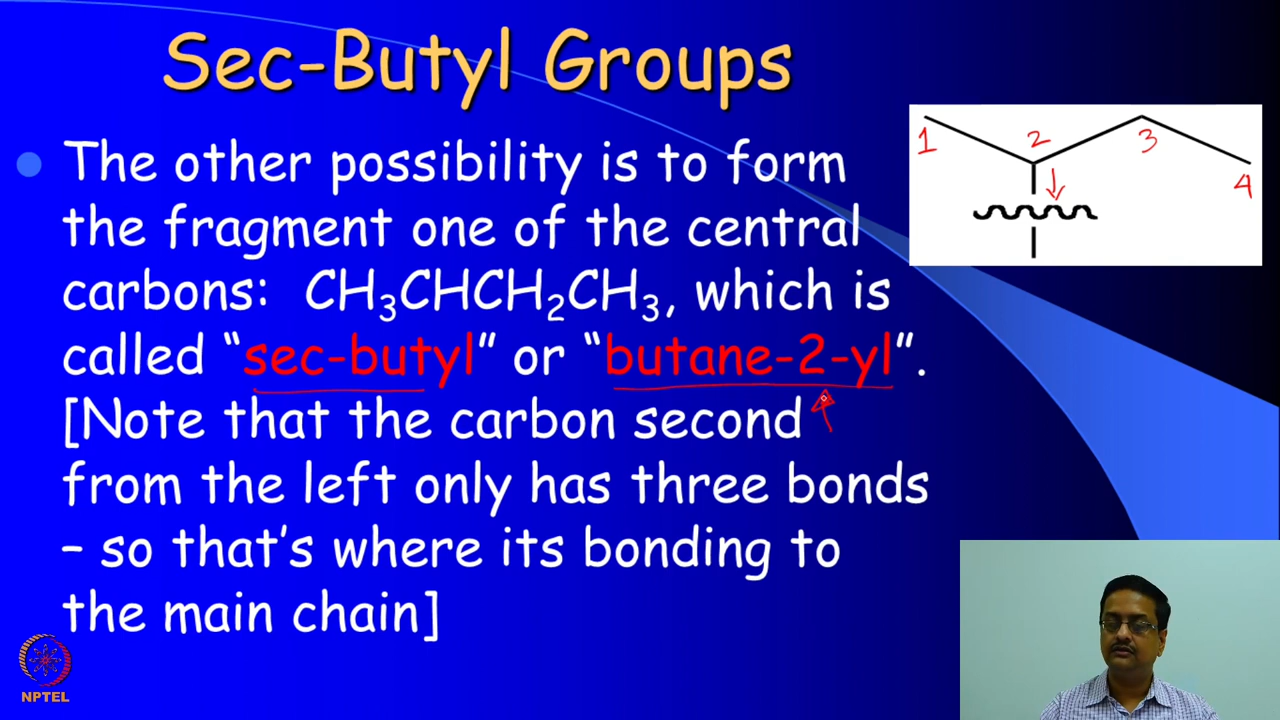 Sec-Butyl Groups
The other possibility is to form
the fragment one of the central
carbons: CH₃CHCH₂CH₃, which is
called “sec-butyl” or “butane-2-yl”.
[Note that the carbon second
from the left only has three bonds
– so that’s where its bonding to
the main chain]
1 2 3 4
NPTEL